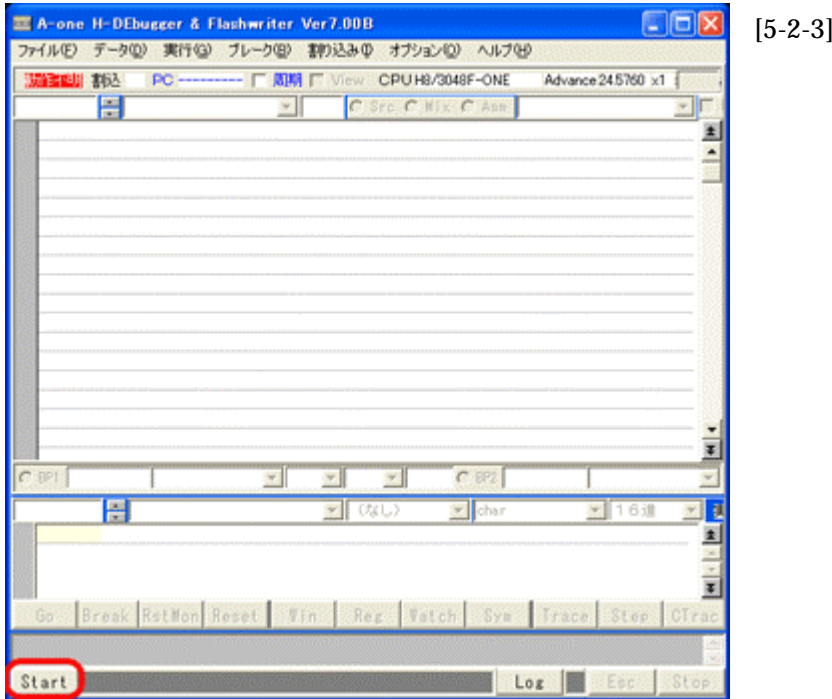 A-one H-DEbugger & Flashwriter Ver7.00B
[5-2-3]
ファイル(F) データ(D) 実行(G) ブレーク(B) 割り込み(I) オプション(O) ヘルプ(H)
割込 PC --------- 周期 View CPU H8/3048F-ONE Advance 24.5760 x1
Src Mix Asm
BP1 BP2
(なし) char 16進
Go Break RstMon Reset Win Reg Watch Sym Trace Step CTrac
Start Log Esc Stop